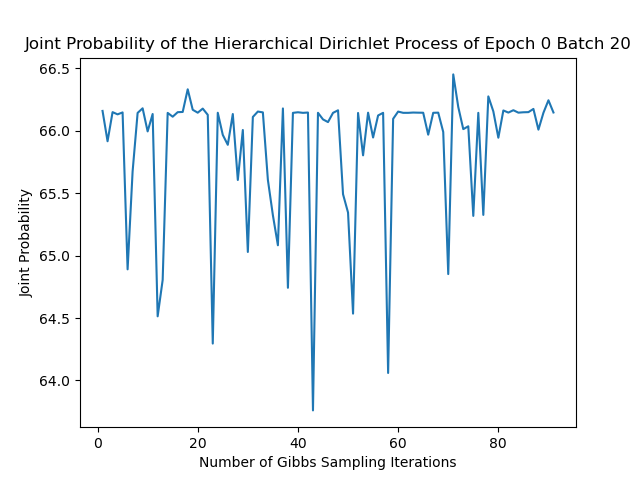 Joint Probability of the Hierarchical Dirichlet Process of Epoch 0 Batch 20
66.5
66.0
65.5
65.0
64.5
64.0
Joint Probability
0 20 40 60 80
Number of Gibbs Sampling Iterations